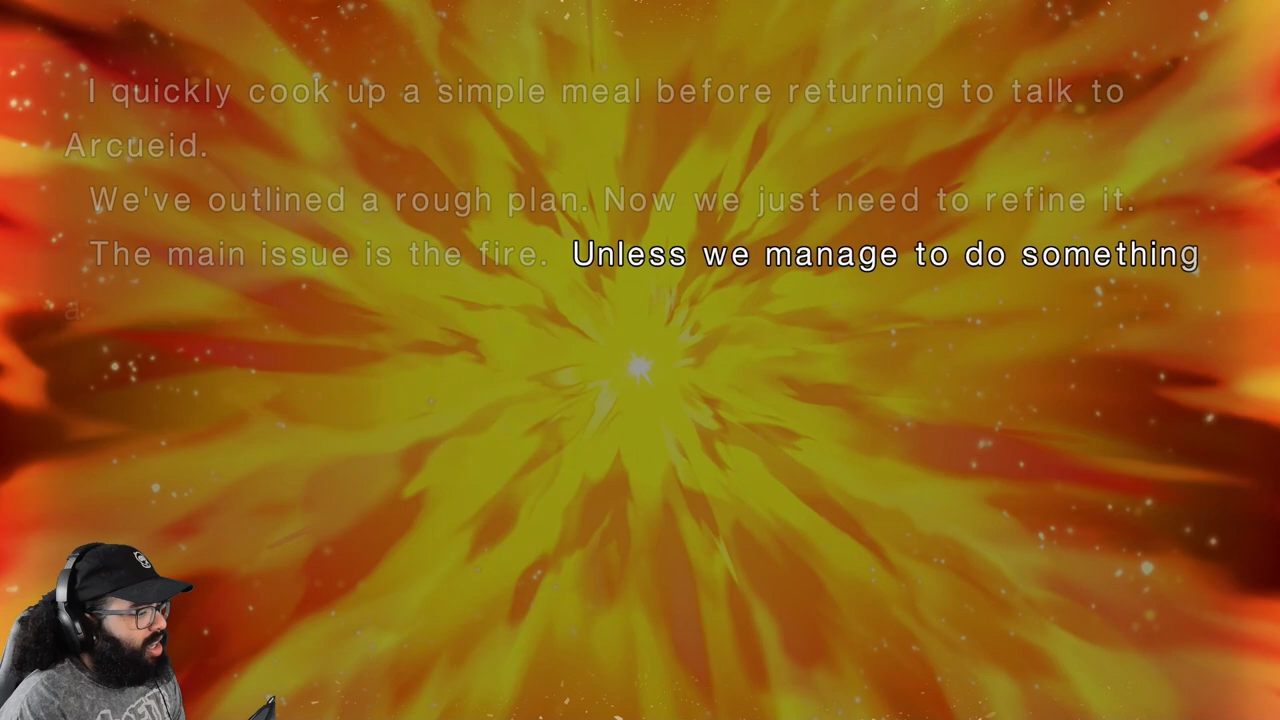 I quickly cook up a simple meal before returning to talk to
Arcueid.
We've outlined a rough plan. Now we just need to refine it.
The main issue is the fire. Unless we manage to do something
a